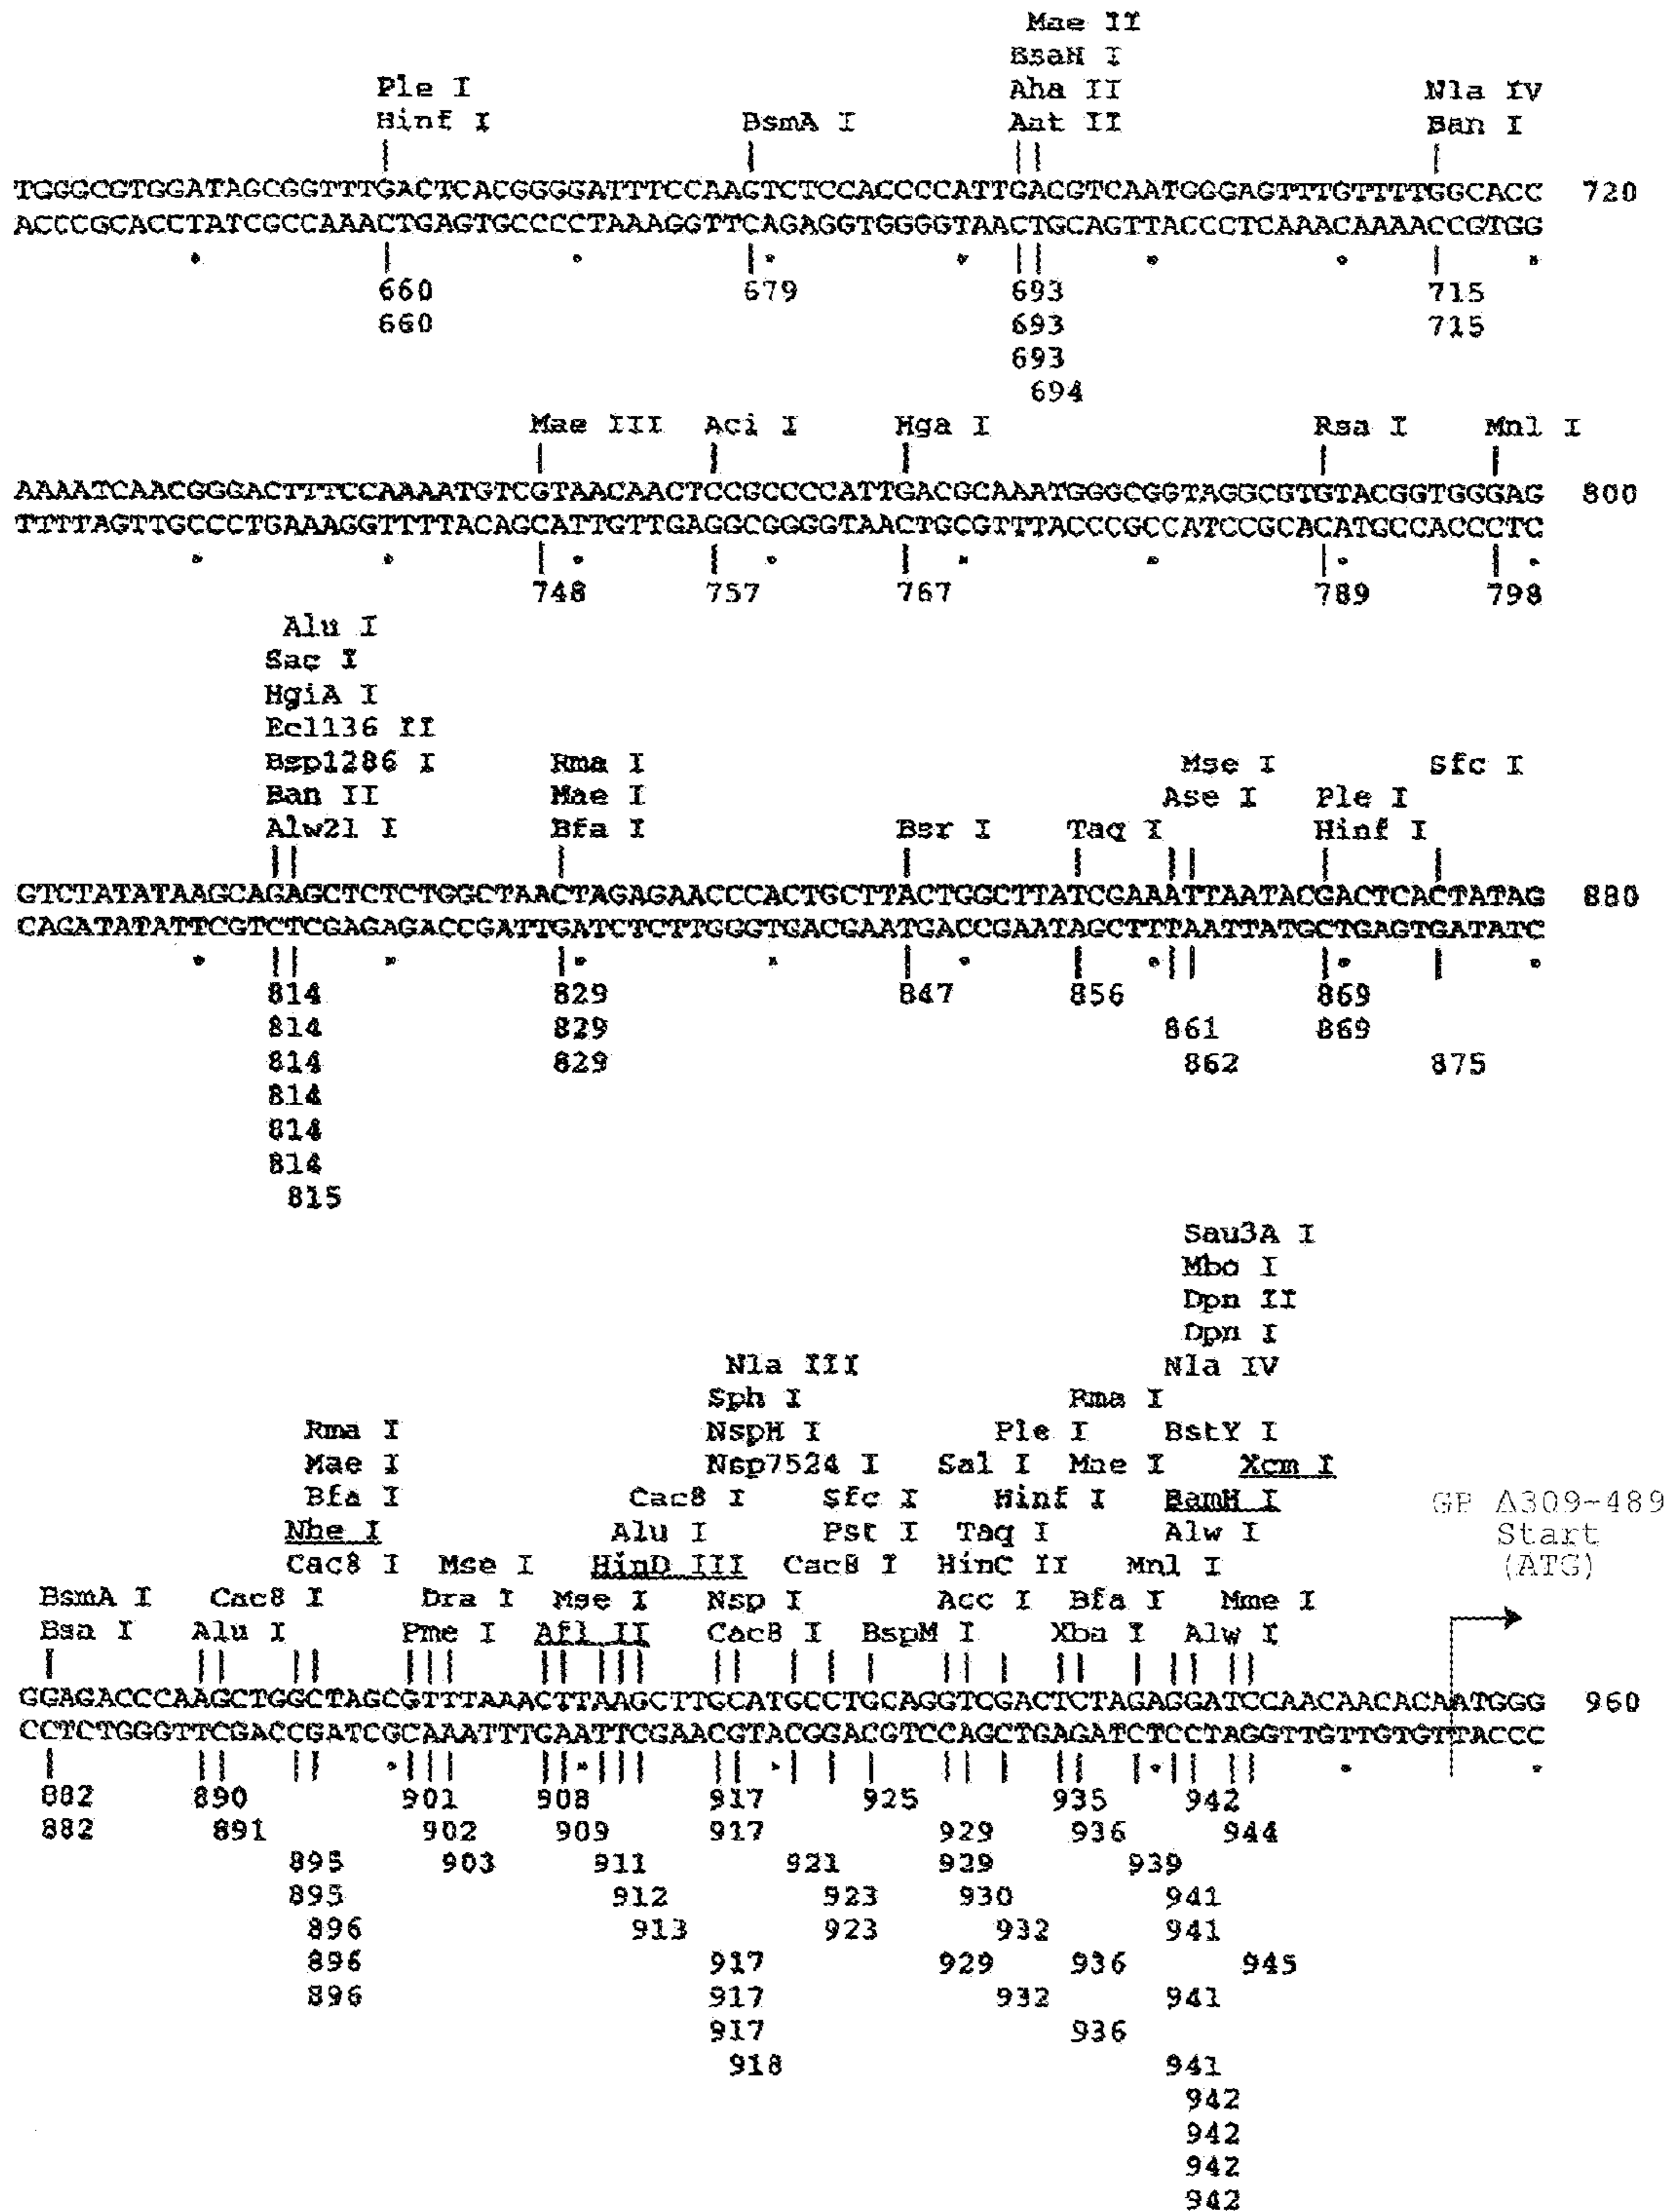 Mae II
BsaH I
Ple I Aha II Nla IV
Hinf I BsmA I Aat II Ban I
TGGGCGTGGATAGCGGTTTGACTCACGGGGATTTCCAAGTCTCCACCCCATTGACGTCAATGGGAGTTTGTTTTGGCACC 720
ACCCGCACCTATCGCCAAACTGAGTGCCCCTAAAGGTTCAGAGGTGGGGTAACTGCAGTTACCCTCAAACAAAACCGTGG
660 679 693 715
660 693 715
693
694
Mae III Aci I Hga I Rsa I Mnl I
AAAATCAACGGGACTTTCCAAAATGTCGTAACAACTCCGCCCCATTGACGCAAATGGGCGGTAGGCGTGTACGGTGGGAG 800
TTTTAGTTGCCCTGAAAGGTTTTACAGCATTGTTGAGGCGGGGTAACTGCGTTTACCCGCCATCCGCACATGCCACCCTC
748 757 767 789 798
Alu I
Sac I
HgiA I
Ecl136 II
Bsp1286 I Rma I Mse I Sfc I
Ban II Mae I Ase I Ple I
Alw21 I Bfa I Bsr I Taq I Hinf I
GTCTATATAAGCAGAGCTCTCTGGCTAACTAGAGAACCCACTGCTTACTGGCTTATCGAAATTAATACGACTCACTATAG 880
CAGATATATTCGTCTCGAGAGACCGATTGATCTCTTGGGTGACGAATGACCGAATAGCTTTAATTATGCTGAGTGATATC
814 829 847 856 869
814 829 861 869
814 829 862 875
814
814
814
815
Sau3A I
Mbo I
Dpn II
Dpn I
Nla III Nla IV
Sph I Rma I
Rma I NspH I Ple I BstY I
Mae I Nsp7524 I Sal I Mae I Xcm I
Bfa I Cac8 I Sfc I Hinf I BamH I GP Δ309-489
Nhe I Alu I Pst I Taq I Alw I Start
Cac8 I Mse I HinD III Cac8 I HinC II Mnl I (ATG)
BsmA I Cac8 I Dra I Mse I Nsp I Acc I Bfa I Mme I
Bsa I Alu I Pme I Afl II Cac8 I BspM I Xba I Alw I
GGAGACCCAAGCTGGCTAGCGTTTAAACTTAAGCTTGCATGCCTGCAGGTCGACTCTAGAGGATCCAACAACACAATGGG 960
CCTCTGGGTTCGACCGATCGCAAATTTGAATTCGAACGTACGGACGTCCAGCTGAGATCTCCTAGGTTGTTGTGTTACCC
882 890 901 908 917 925 935 942
882 891 902 909 917 929 936 944
895 903 911 921 929 939
895 912 923 930 941
896 913 923 932 941
896 917 929 936 945
896 917 932 941
917 936
918 941
942
942
942
942